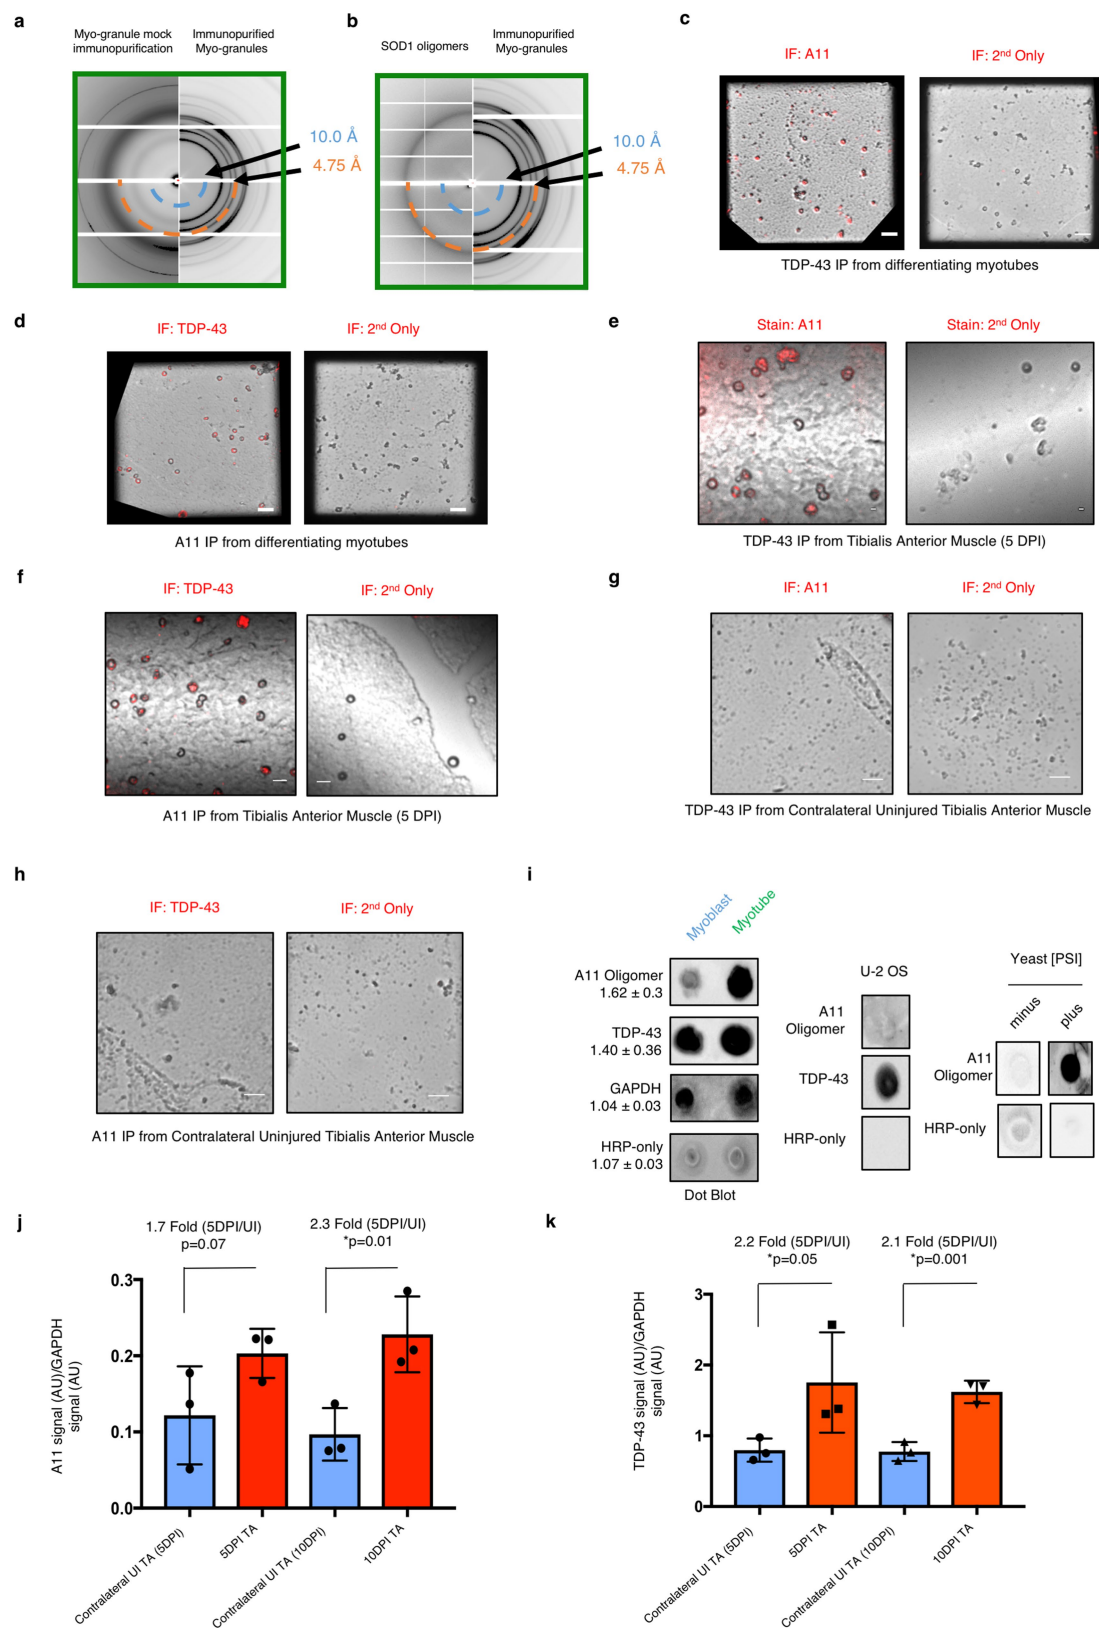 a
Myo-granule mock
immunopurification
Immunopurified
Myo-granules
10.0 Å
4.75 Å
b
SOD1 oligomers
Immunopurified
Myo-granules
10.0 Å
4.75 Å
c
IF: A11
IF: 2nd Only
TDP-43 IP from differentiating myotubes
d
IF: TDP-43
IF: 2nd Only
A11 IP from differentiating myotubes
e
Stain: A11
Stain: 2nd Only
TDP-43 IP from Tibialis Anterior Muscle (5 DPI)
f
IF: TDP-43
IF: 2nd Only
A11 IP from Tibialis Anterior Muscle (5 DPI)
g
IF: A11
IF: 2nd Only
TDP-43 IP from Contralateral Uninjured Tibialis Anterior Muscle
h
IF: TDP-43
IF: 2nd Only
A11 IP from Contralateral Uninjured Tibialis Anterior Muscle
i
Myoblast
Myotube
A11 Oligomer
1.62 ± 0.3
TDP-43
1.40 ± 0.36
GAPDH
1.04 ± 0.03
HRP-only
1.07 ± 0.03
Dot Blot
U-2 OS
A11
Oligomer
TDP-43
HRP-only
Yeast [PSI]
minus
plus
A11
Oligomer
HRP-only
j
1.7 Fold (5DPI/UI)
p=0.07
2.3 Fold (5DPI/UI)
*p=0.01
A11 signal (AU)/GAPDH
signal (AU)
0.3
0.2
0.1
0.0
Contralateral UI TA (5DPI)
5DPI TA
Contralateral UI TA (10DPI)
10DPI TA
k
2.2 Fold (5DPI/UI)
*p=0.05
2.1 Fold (5DPI/UI)
*p=0.001
TDP-43 signal (AU)/GAPDH
signal (AU)
3
2
1
0
Contralateral UI TA (5DPI)
5DPI TA
Contralateral UI TA (10DPI)
10DPI TA